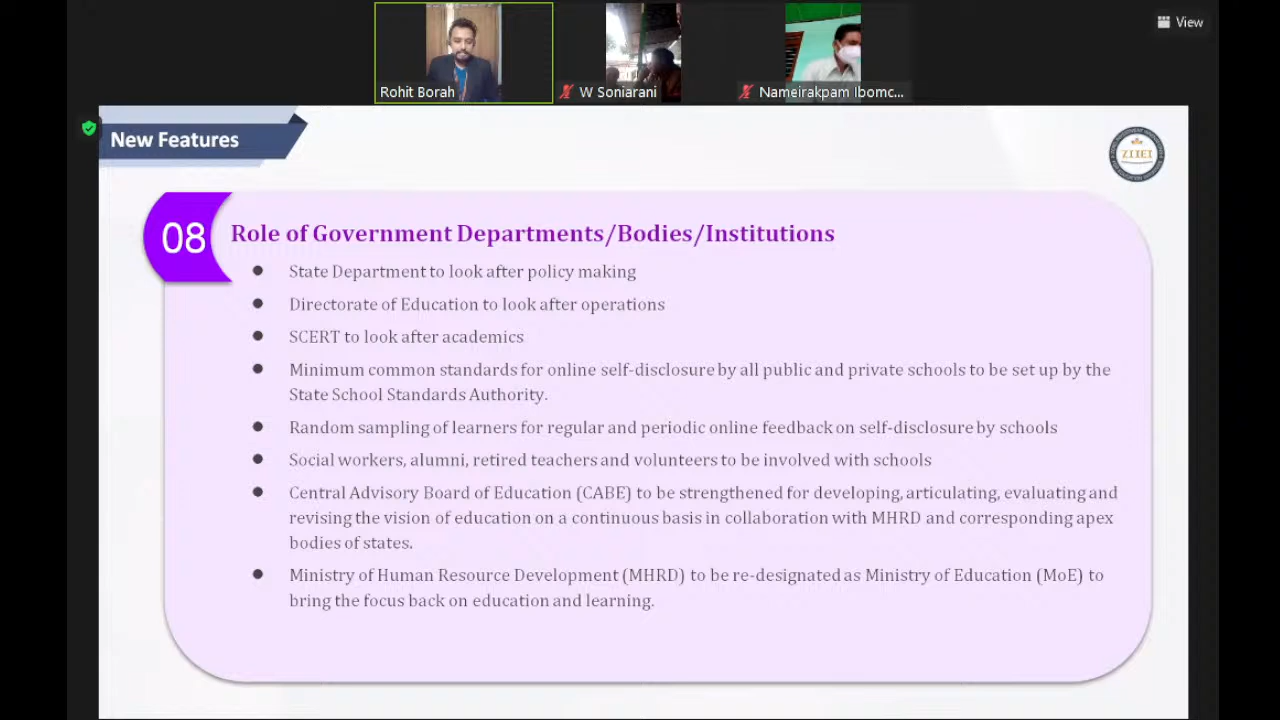 View
Rohit Borah
W Soniarani
Nameirakpam Ibomc...
New Features
ZIIEI
08
Role of Government Departments/Bodies/Institutions
● State Department to look after policy making
● Directorate of Education to look after operations
● SCERT to look after academics
● Minimum common standards for online self-disclosure by all public and private schools to be set up by the
State School Standards Authority.
● Random sampling of learners for regular and periodic online feedback on self-disclosure by schools
● Social workers, alumni, retired teachers and volunteers to be involved with schools
● Central Advisory Board of Education (CABE) to be strengthened for developing, articulating, evaluating and
revising the vision of education on a continuous basis in collaboration with MHRD and corresponding apex
bodies of states.
● Ministry of Human Resource Development (MHRD) to be re-designated as Ministry of Education (MoE) to
bring the focus back on education and learning.